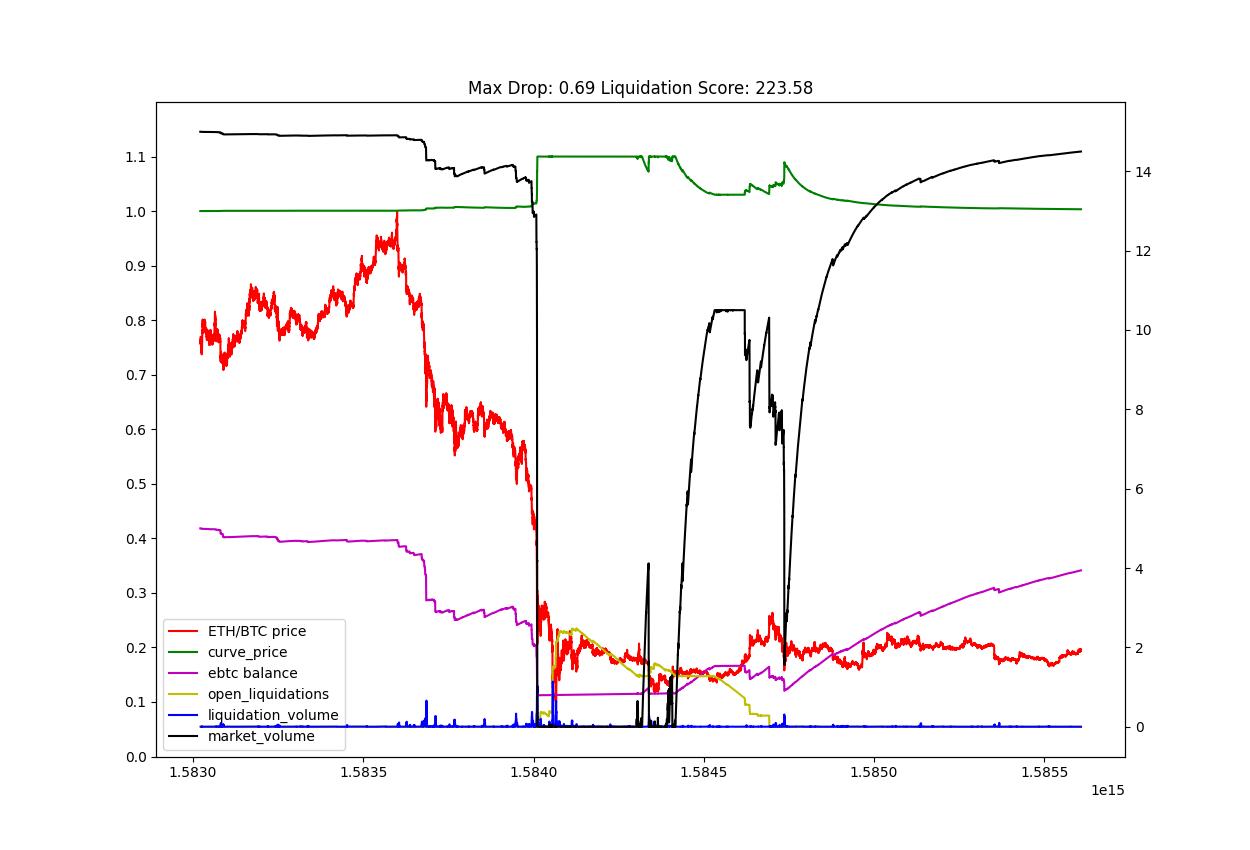 Max Drop: 0.69 Liquidation Score: 223.58
1.1
1.0
0.9
0.8
0.7
0.6
0.5
0.4
0.3
0.2
0.1
0.0
14
12
10
8
6
4
2
0
ETH/BTC price
curve_price
ebtc balance
open_liquidations
liquidation_volume
market_volume
1.5830 1.5835 1.5840 1.5845 1.5850 1.5855
1e15